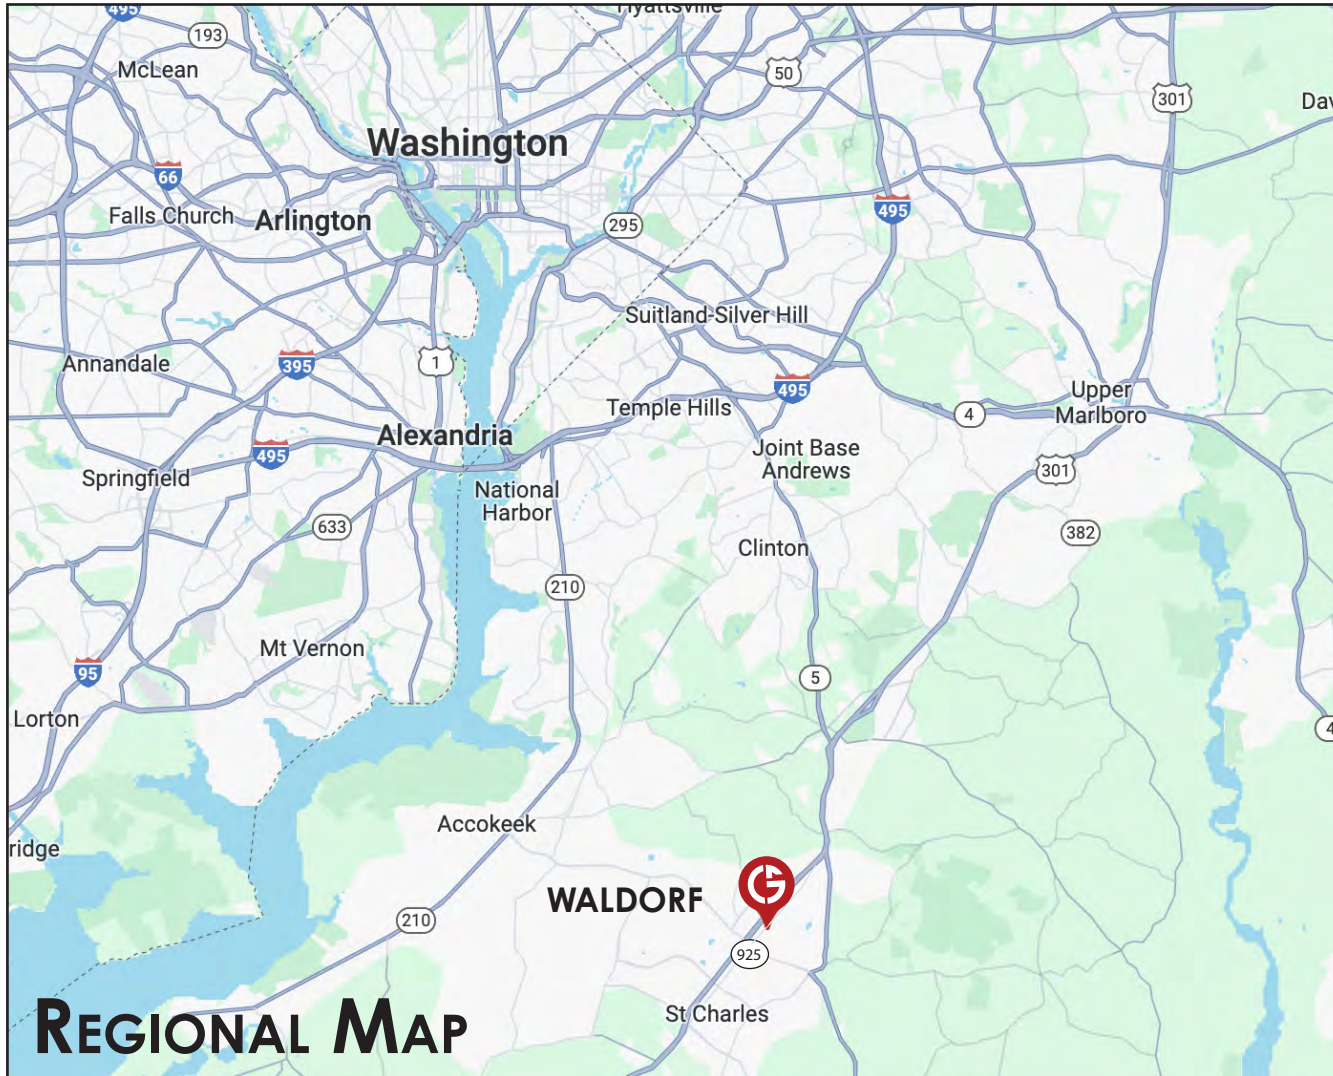 495
Hyattsville
193
McLean
50
301
Washington
66
Falls Church
Arlington
495
295
Suitland-Silver Hill
1
Annandale
395
495
Upper
Marlboro
Temple Hills
4
Alexandria
Joint Base
Andrews
495
Springfield
301
National
Harbor
633
382
Clinton
210
Mt Vernon
95
5
Lorton
4
Accokeek
ridge
WALDORF
G
210
925
St Charles
REGIONAL MAP